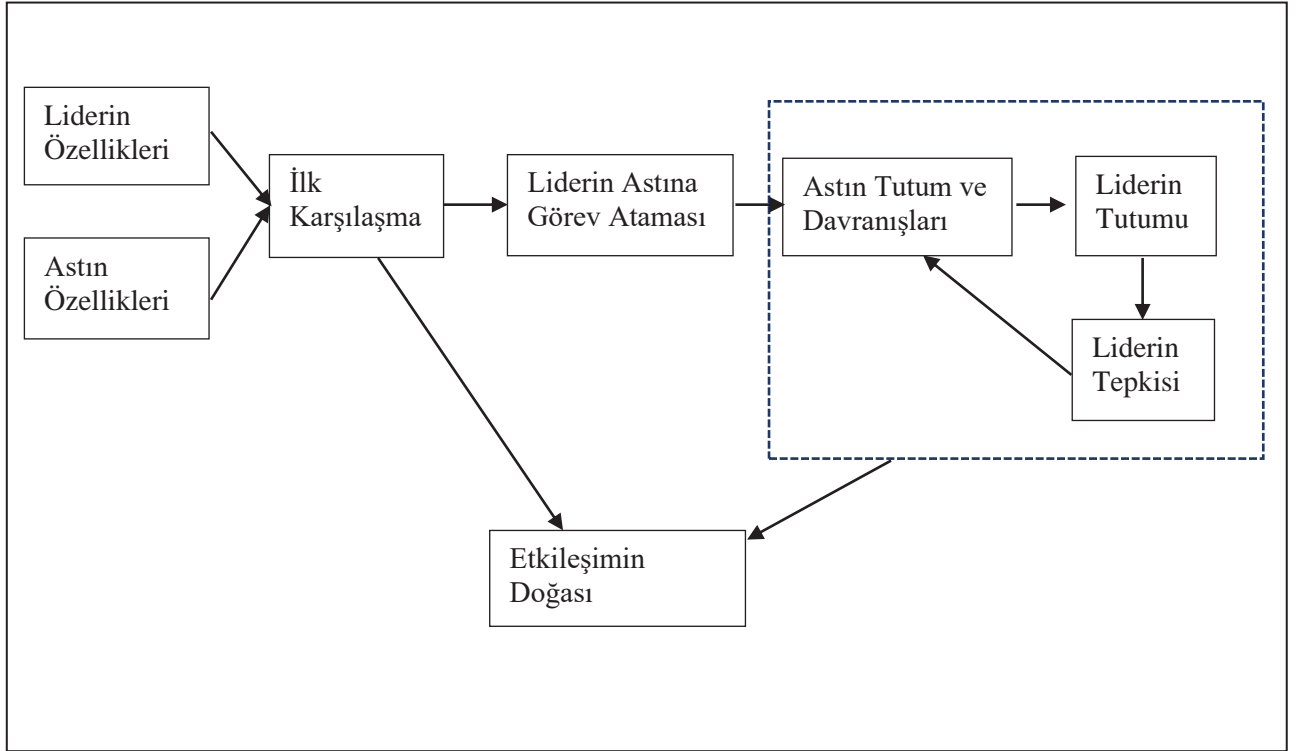 Liderin
Özellikleri
Astın
Özellikleri
İlk
Karşılaşma
Liderin Astına
Görev Ataması
Astın Tutum ve
Davranışları
Liderin
Tutumu
Liderin
Tepkisi
Etkileşimin
Doğası